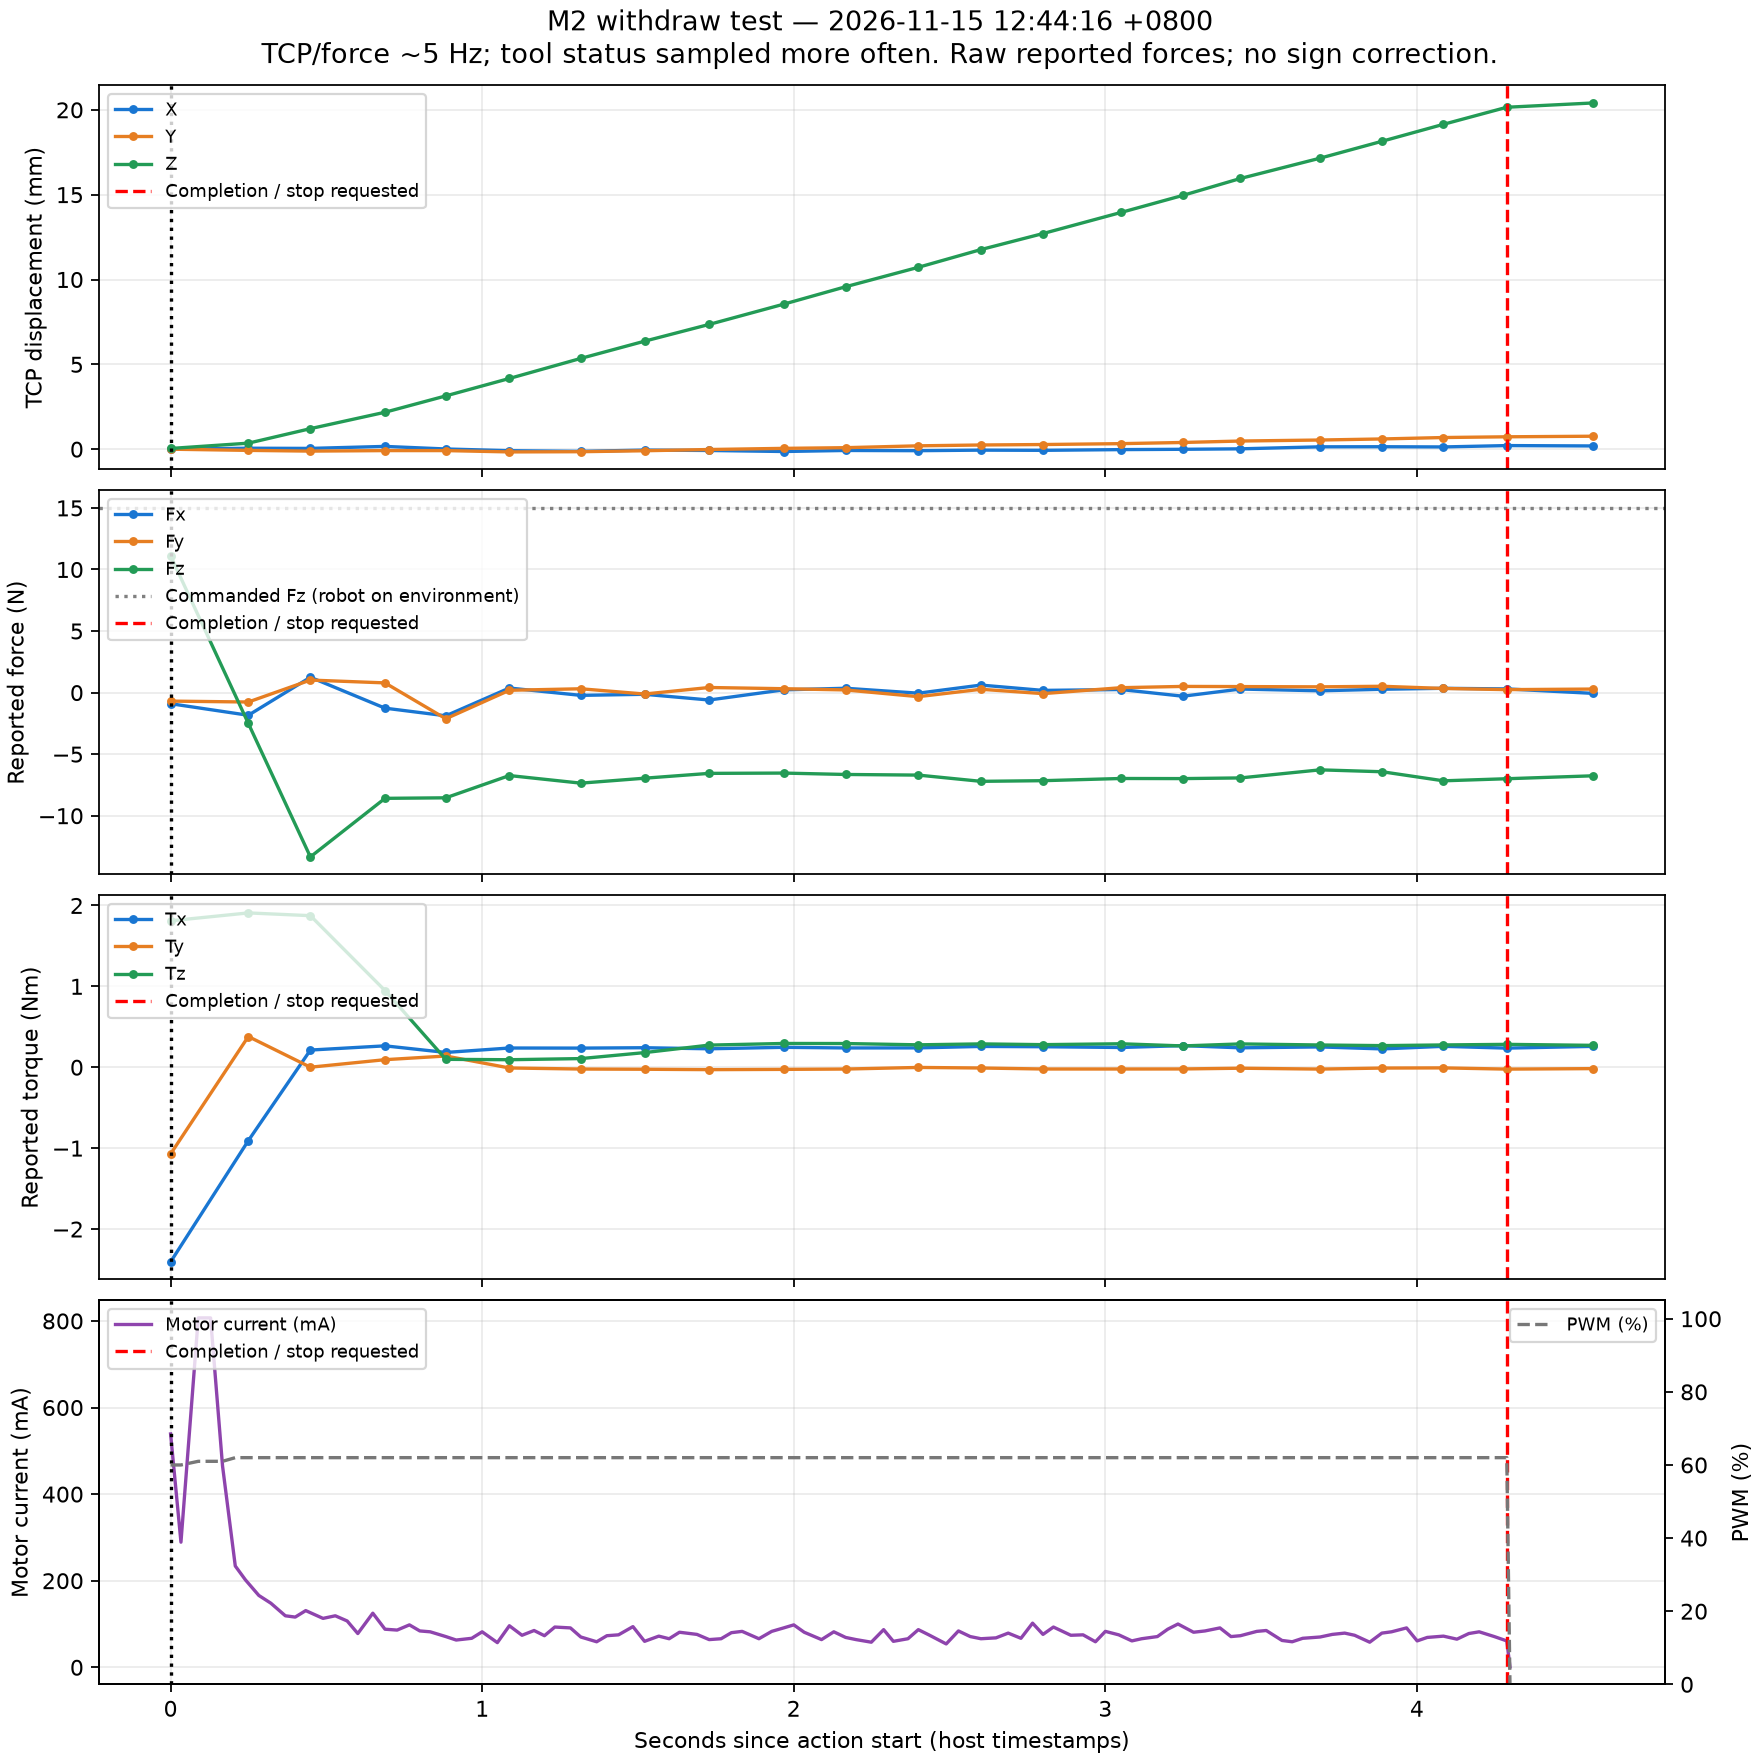 M2 withdraw test — 2026-11-15 12:44:16 +0800
TCP/force ~5 Hz; tool status sampled more often. Raw reported forces; no sign correction.
TCP displacement (mm)
20
15
10
5
0
X
Y
Z
Completion / stop requested
Reported force (N)
15
10
5
0
−5
−10
Fx
Fy
Fz
Commanded Fz (robot on environment)
Completion / stop requested
Reported torque (Nm)
2
1
0
−1
−2
Tx
Ty
Tz
Completion / stop requested
Motor current (mA)
800
600
400
200
0
Motor current (mA)
Completion / stop requested
PWM (%)
100
80
60
40
20
0
PWM (%)
0
1
2
3
4
Seconds since action start (host timestamps)